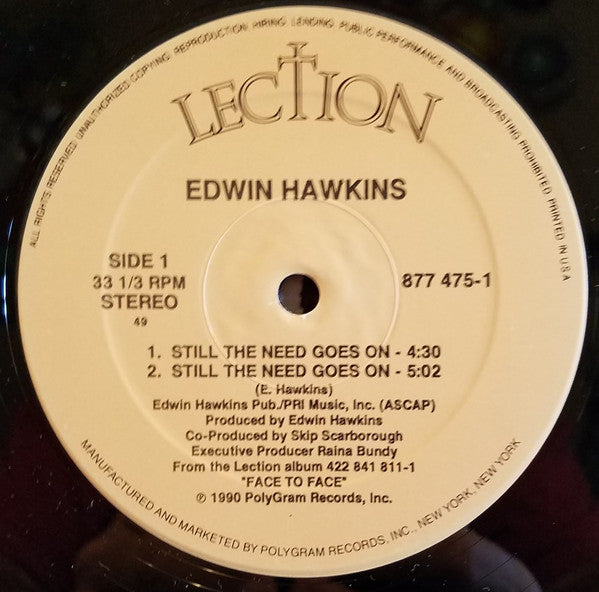 ALL RIGHTS RESERVED UNAUTHORIZED COPYING REPRODUCTION HIRING LENDING PUBLIC PERFORMANCE AND BROADCASTING PROHIBITED PRINTED IN U.S.A.
LECTION
EDWIN HAWKINS
SIDE 1
33 1/3 RPM
STEREO
49
877 475-1
1. STILL THE NEED GOES ON - 4:30
2. STILL THE NEED GOES ON - 5:02
(E. Hawkins)
Edwin Hawkins Pub./PRI Music, Inc. (ASCAP)
Produced by Edwin Hawkins
Co-Produced by Skip Scarborough
Executive Producer Raina Bundy
From the Lection album 422 841 811-1
"FACE TO FACE"
℗ 1990 PolyGram Records, Inc.
MANUFACTURED AND MARKETED BY POLYGRAM RECORDS, INC., NEW YORK, NEW YORK